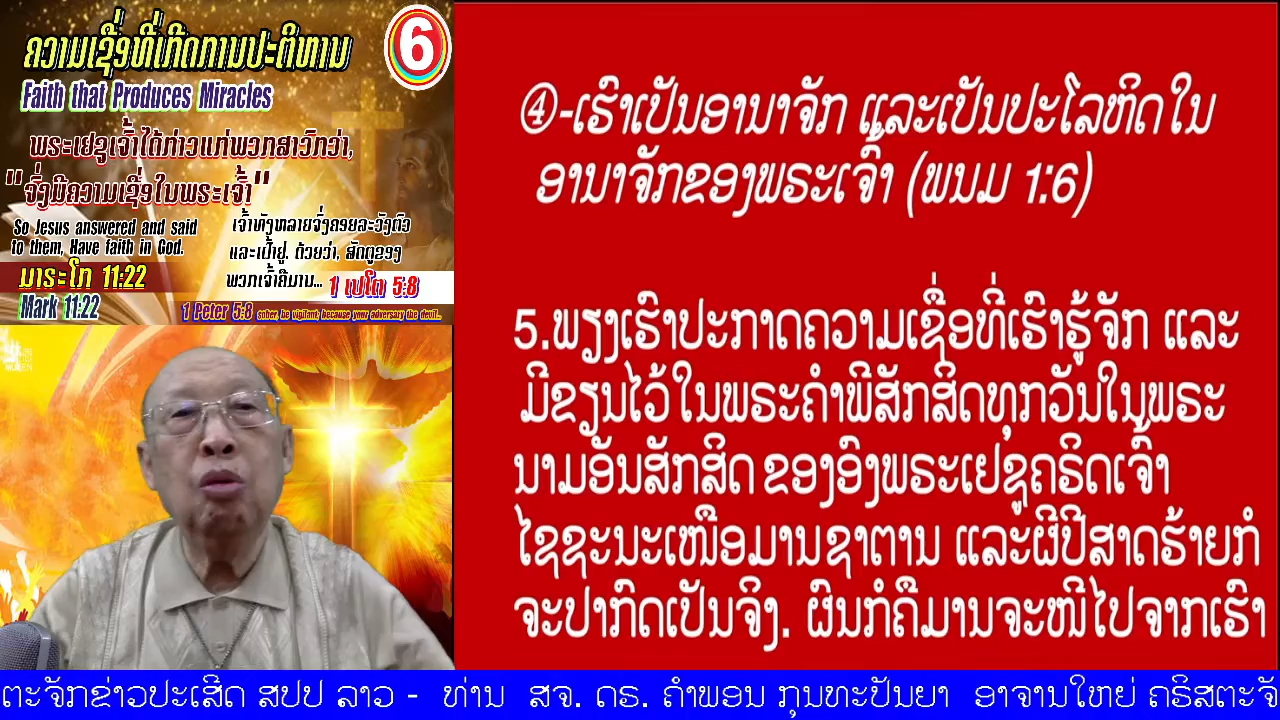 ຄວາມເຊື່ອທີ່ເກີດການປະຕິຫານ
6
Faith that Produces Miracles
ພຣະເຢຊູເຈົ້າໄດ້ກ່າວແກ່ພວກສາວົກວ່າ,
"ຈົ່ງມີຄວາມເຊື່ອໃນພຣະເຈົ້າ"
So Jesus answered and said
to them, Have faith in God.
ມາຣະໂກ 11:22
Mark 11:22
ເຈົ້າທັງຫລາຍຈົ່ງຄອຍລະວັງຕົວ
ແລະເຝົ້າຢູ່. ດ້ວຍວ່າ, ສັດຕູຂອງ
ພວກເຈົ້າຄືມານ... 1 ເປໂຕ 5:8
1 Peter 5:8 sober, be vigilant; because your adversary the devil...
④-ເຮົາເປັນອານາຈັກ ແລະເປັນປະໂລຫິດໃນ
ອານາຈັກຂອງພຣະເຈົ້າ (ພນມ 1:6)
5.ພຽງເຮົາປະກາດຄວາມເຊື່ອທີ່ເຮົາຮູ້ຈັກ ແລະ
ມີຂຽນໄວ້ໃນພຣະຄຳພີສັກສິດທຸກວັນໃນພຣະ
ນາມອັນສັກສິດ ຂອງອົງພຣະເຢຊູຄຣິດເຈົ້າ
ໄຊຊະນະເໜືອມານຊາຕານ ແລະຜີປີສາດຮ້າຍກໍ
ຈະປາກົດເປັນຈິງ. ຜົນກໍຄືມານຈະໜີໄປຈາກເຮົາ
ຕະຈັກຂ່າວປະເສີດ ສປປ ລາວ - ທ່ານ ສຈ. ດຣ. ຄຳພອນ ກຸນທະປັນຍາ ອາຈານໃຫຍ່ ຄຣິສຕະຈັ